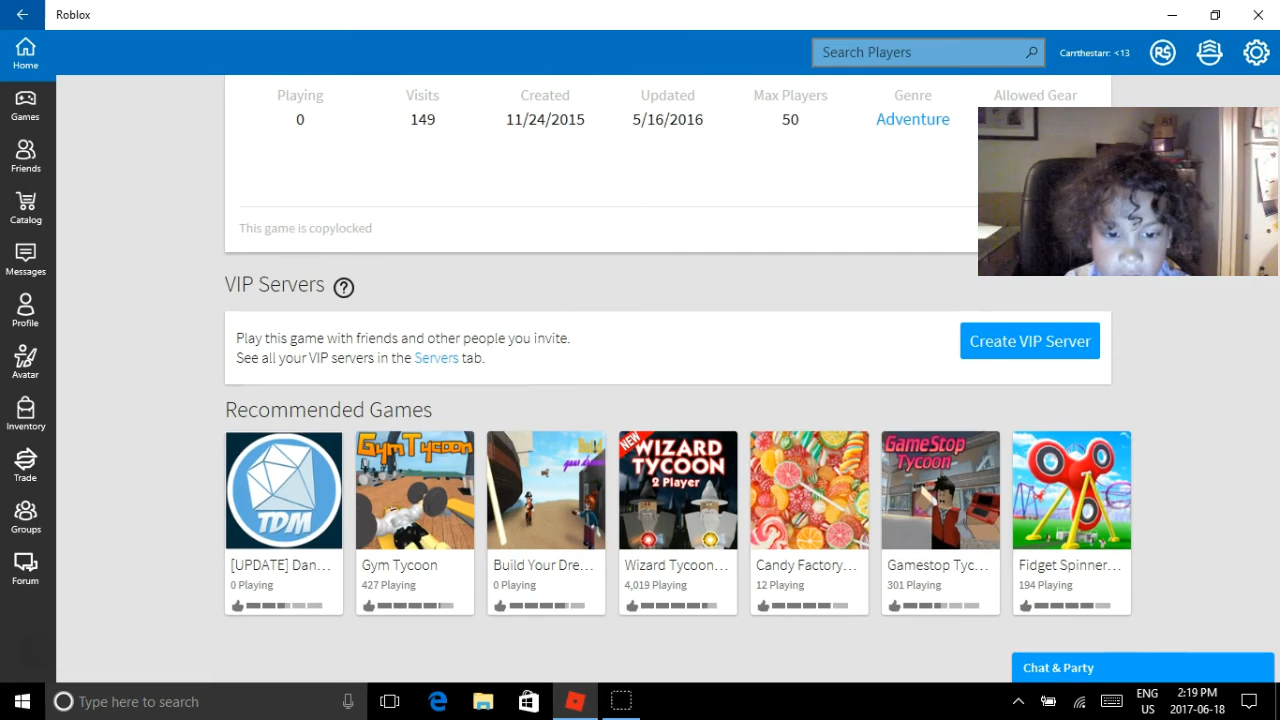 Roblox
Home
Search Players
Carrthestarr: <13
R$
Games
Friends
Catalog
Messages
Profile
Avatar
Inventory
Trade
Groups
Forum
Playing Visits Created Updated Max Players Genre Allowed Gear
0 149 11/24/2015 5/16/2016 50 Adventure
This game is copylocked
VIP Servers ?
Play this game with friends and other people you invite.
See all your VIP servers in the Servers tab.
Create VIP Server
Recommended Games
TDM
[UPDATE] Dan...
0 Playing
Gym Tycoon
Gym Tycoon
427 Playing
Build Your Dre...
0 Playing
NEW
WIZARD
TYCOON
2 Player
Wizard Tycoon...
4,019 Playing
Candy Factory...
12 Playing
GameStop
Tycoon
Gamestop Tyc...
301 Playing
Fidget Spinner...
194 Playing
Chat & Party
Type here to search
ENG
US
2:19 PM
2017-06-18